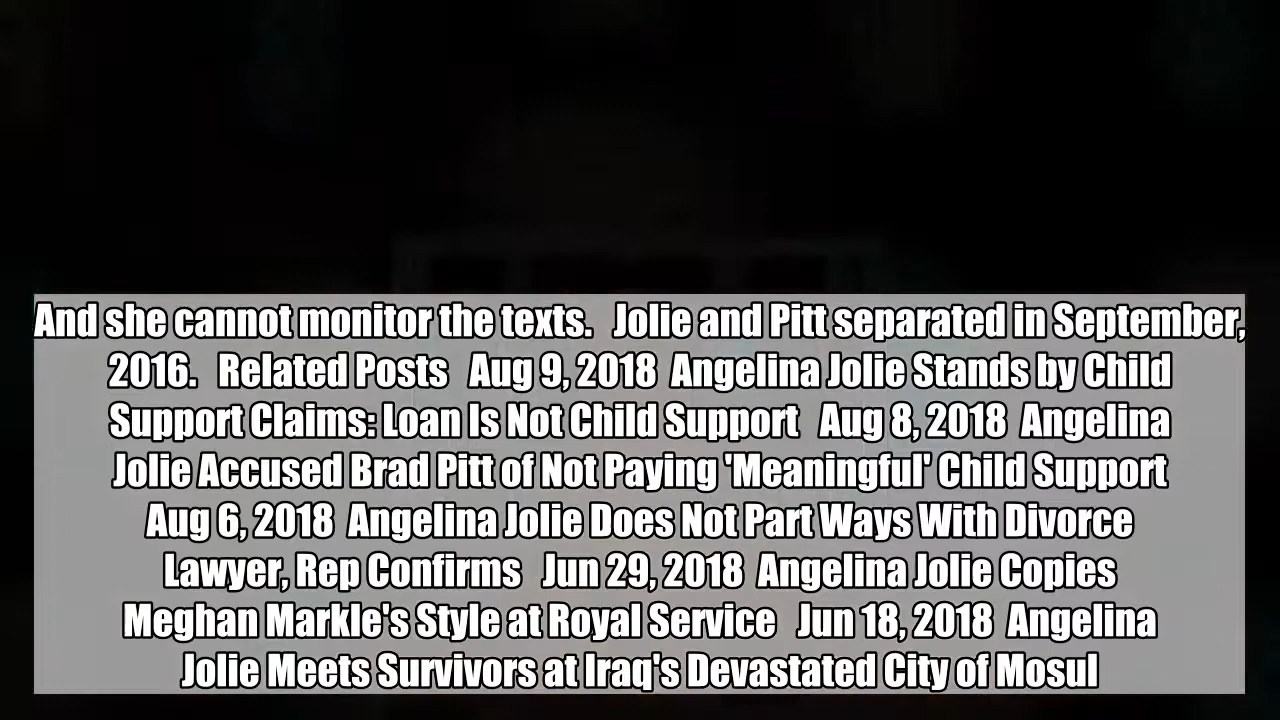 And she cannot monitor the texts. Jolie and Pitt separated in September,
2016. Related Posts Aug 9, 2018 Angelina Jolie Stands by Child
Support Claims: Loan Is Not Child Support Aug 8, 2018 Angelina
Jolie Accused Brad Pitt of Not Paying 'Meaningful' Child Support
Aug 6, 2018 Angelina Jolie Does Not Part Ways With Divorce
Lawyer, Rep Confirms Jun 29, 2018 Angelina Jolie Copies
Meghan Markle's Style at Royal Service Jun 18, 2018 Angelina
Jolie Meets Survivors at Iraq's Devastated City of Mosul